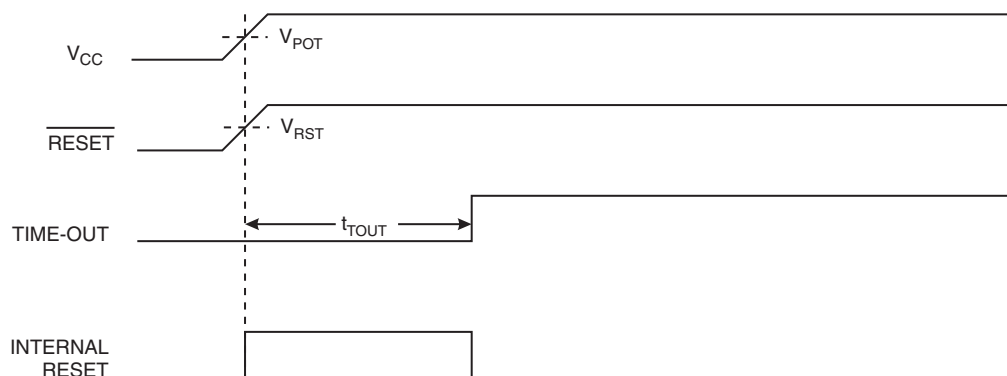 V_POT
V_CC
V_RST
RESET
t_TOUT
TIME-OUT
INTERNAL
RESET